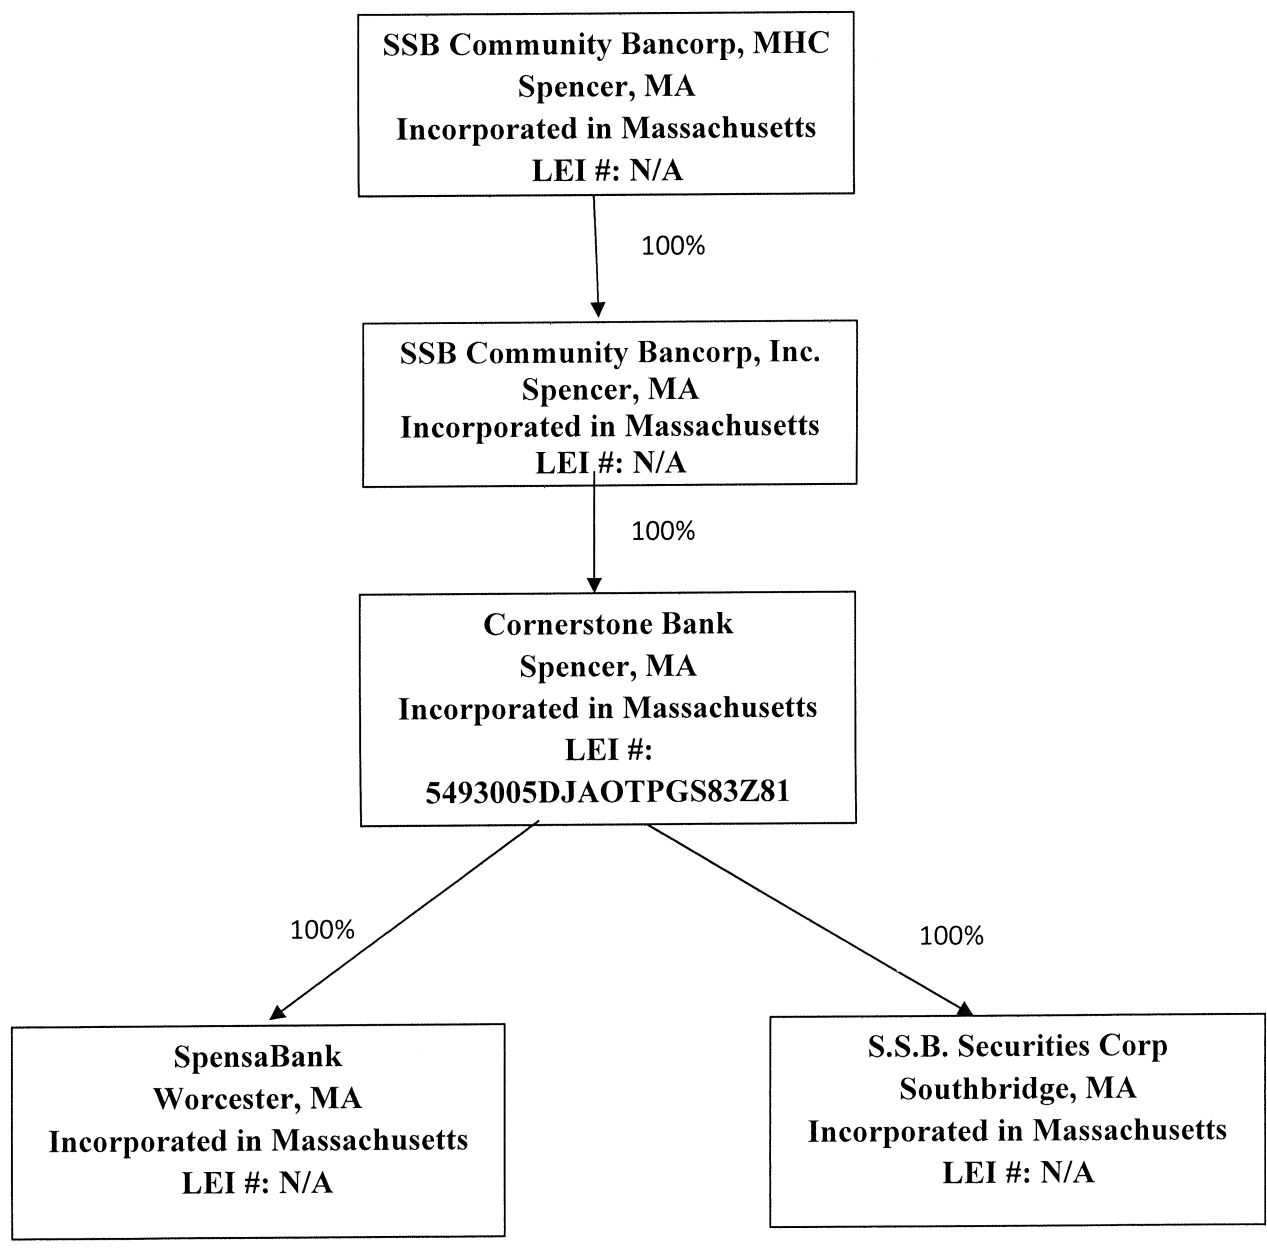 SSB Community Bancorp, MHC
Spencer, MA
Incorporated in Massachusetts
LEI #: N/A
100%
SSB Community Bancorp, Inc.
Spencer, MA
Incorporated in Massachusetts
LEI #: N/A
100%
Cornerstone Bank
Spencer, MA
Incorporated in Massachusetts
LEI #:
5493005DJAOTPGS83Z81
100%
100%
SpensaBank
Worcester, MA
Incorporated in Massachusetts
LEI #: N/A
S.S.B. Securities Corp
Southbridge, MA
Incorporated in Massachusetts
LEI #: N/A